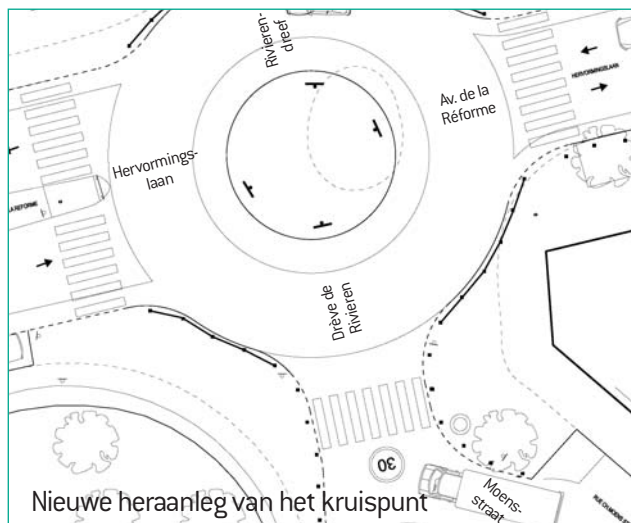 Rivieren-
dreef
HERVORMINGSLAAN
Av. de la
Réforme
Hervormings-
laan
LA REFORME
Drève de
Rivieren
30
Moens-
straat
Nieuwe heraanleg van het kruispunt